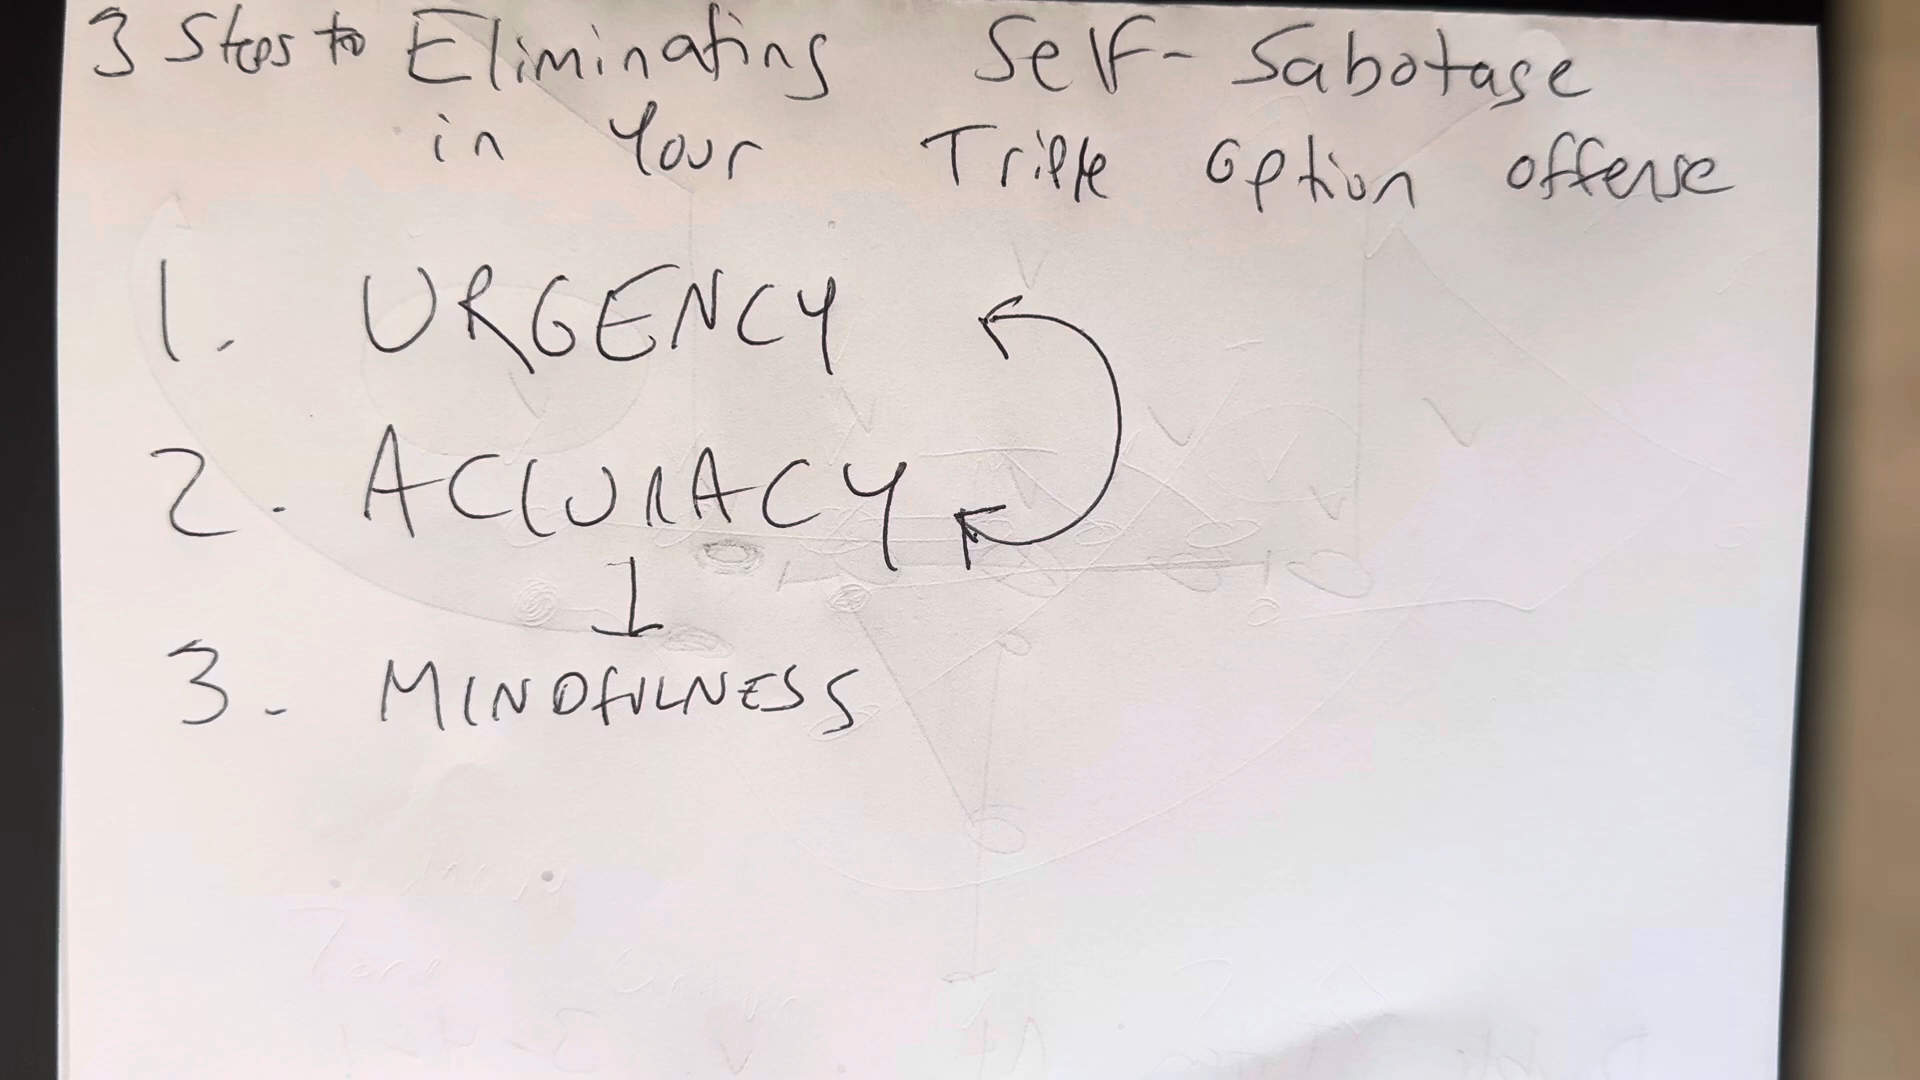 3 Steps to Eliminating Self-Sabotage
in Your Triple Option Offense
1. URGENCY
2. ACCURACY
3. MINDFULNESS